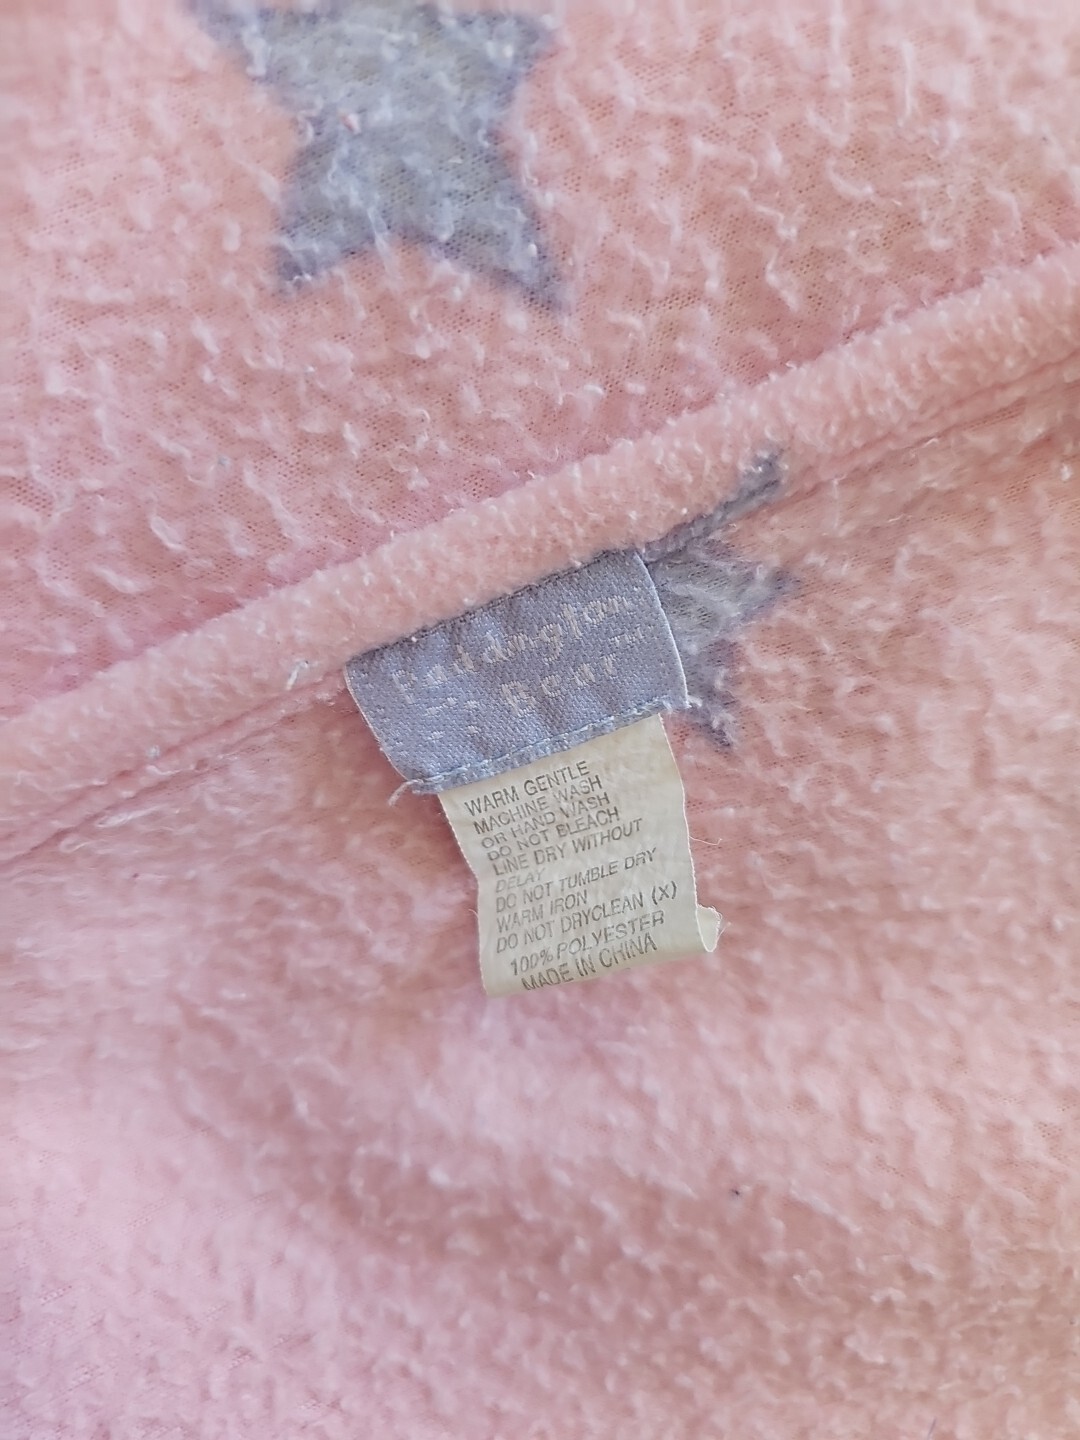 Paddington
Bear TM
WARM GENTLE
MACHINE WASH
OR HAND WASH
DO NOT BLEACH
LINE DRY WITHOUT
DELAY
DO NOT TUMBLE DRY
WARM IRON
DO NOT DRYCLEAN (X)
100% POLYESTER
MADE IN CHINA